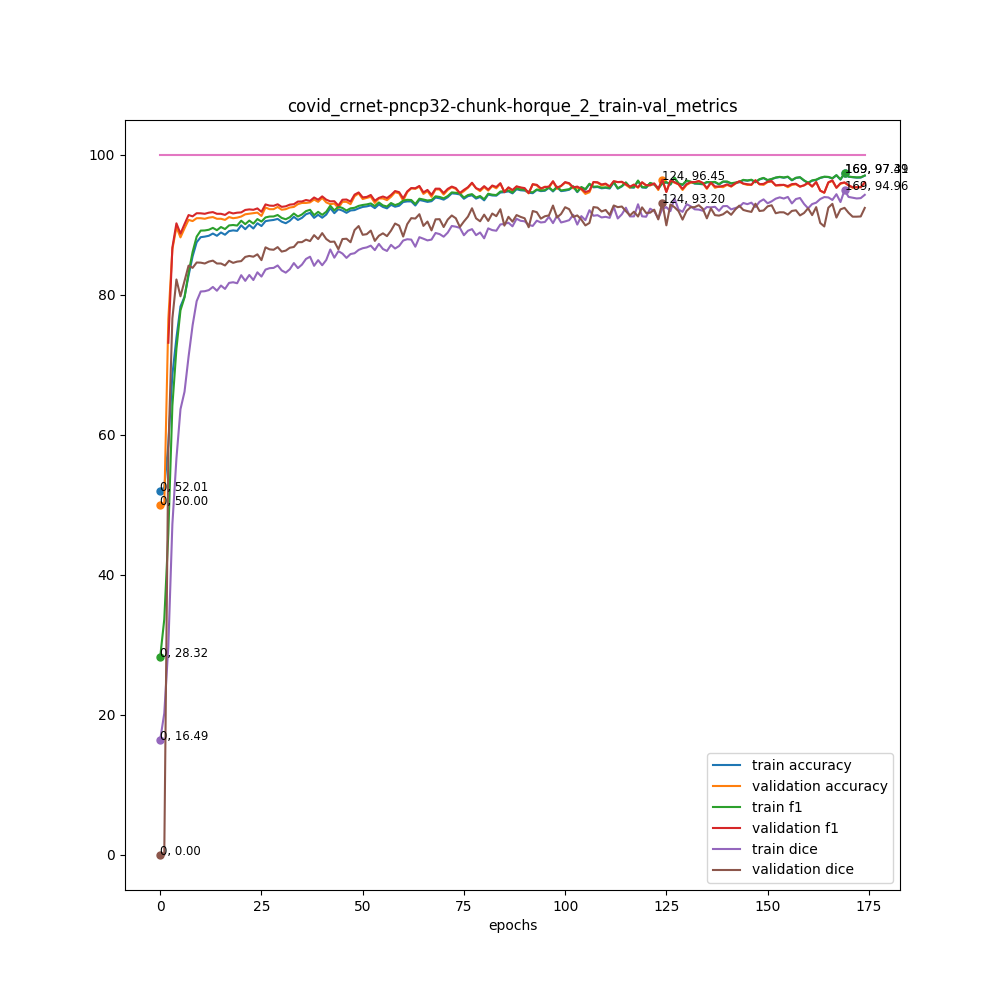 covid_crnet-pncp32-chunk-horque_2_train-val_metrics
100
80
60
40
20
0
124, 96.45
124, 93.20
169, 94.96
0, 52.01
0, 50.00
0, 28.32
0, 16.49
0, 0.00
train accuracy
validation accuracy
train f1
validation f1
train dice
validation dice
0
25
50
75
100
125
150
175
epochs